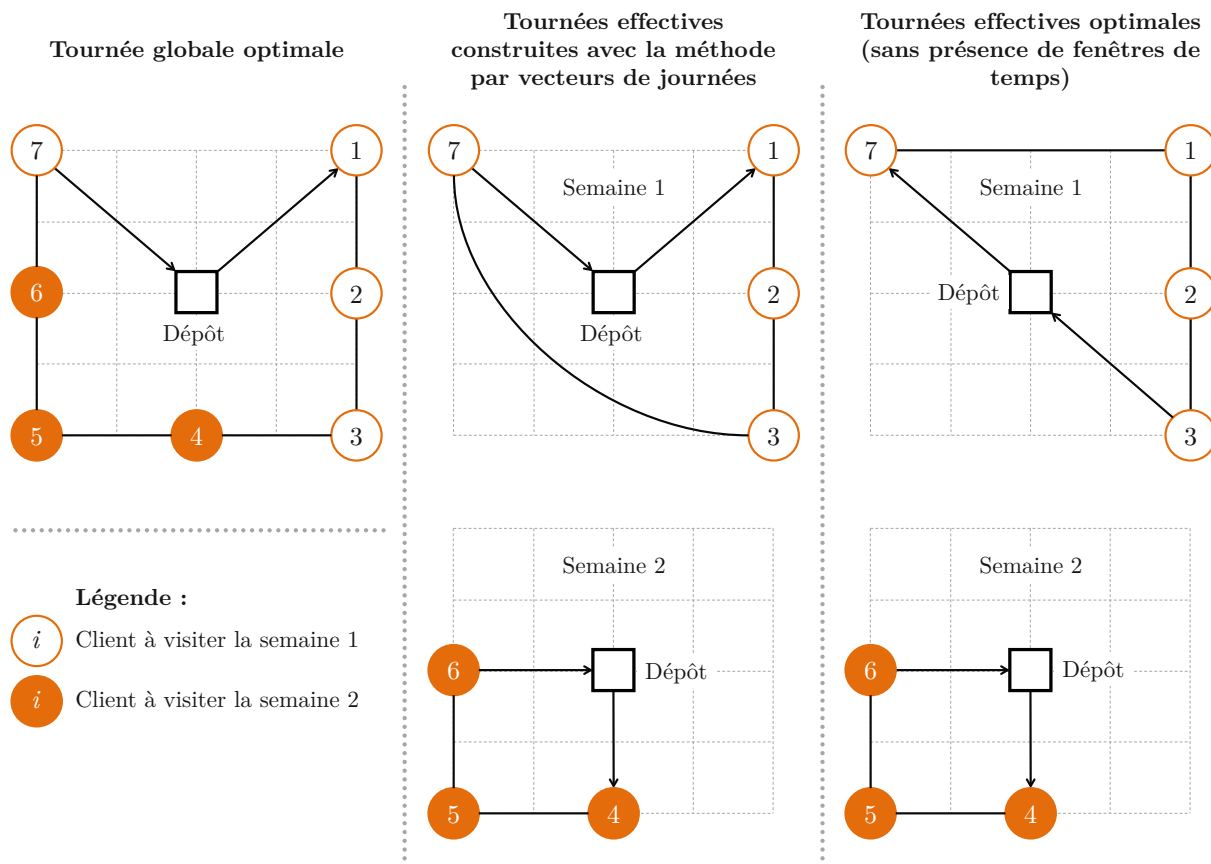 Tournée globale optimale
7
1
6
2
Dépôt
5
4
3
Légende :
i Client à visiter la semaine 1
i Client à visiter la semaine 2
Tournées effectives
construites avec la méthode
par vecteurs de journées
7
1
Semaine 1
2
Dépôt
3
Semaine 2
6
Dépôt
5
4
Tournées effectives optimales
(sans présence de fenêtres de
temps)
7
1
Semaine 1
Dépôt
2
3
Semaine 2
6
Dépôt
5
4